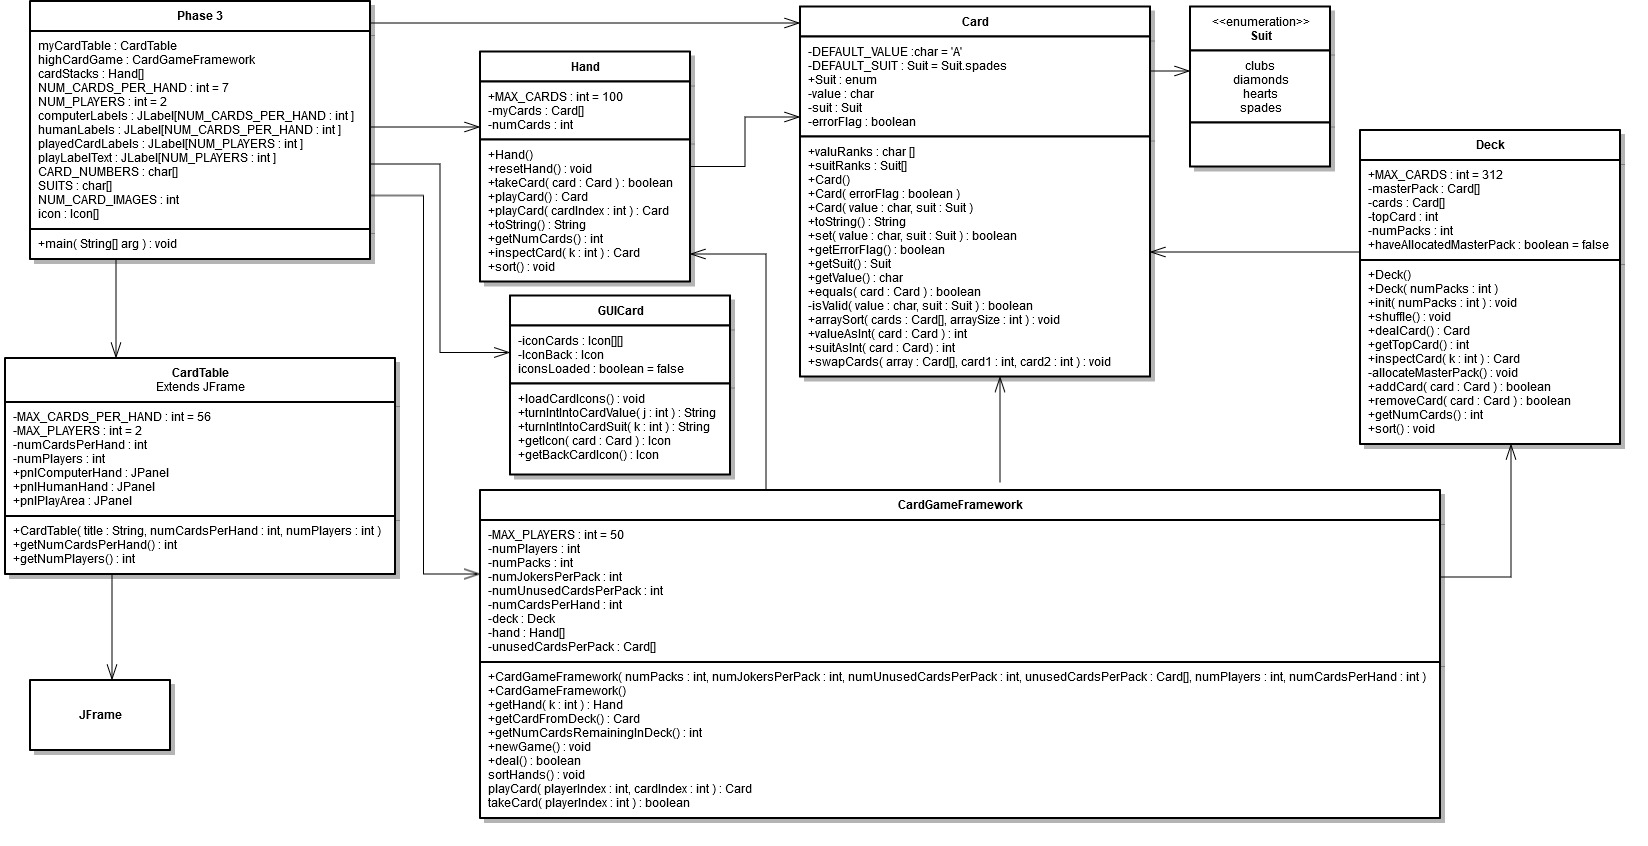 Phase 3
myCardTable : CardTable
highCardGame : CardGameFramework
cardStacks : Hand[]
NUM_CARDS_PER_HAND : int = 7
NUM_PLAYERS : int = 2
computerLabels : JLabel[NUM_CARDS_PER_HAND : int ]
humanLabels : JLabel[NUM_CARDS_PER_HAND : int ]
playedCardLabels : JLabel[NUM_PLAYERS : int ]
playLabelText : JLabel[NUM_PLAYERS : int ]
CARD_NUMBERS : char[]
SUITS : char[]
NUM_CARD_IMAGES : int
icon : Icon[]
+main( String[] arg ) : void
Hand
+MAX_CARDS : int = 100
-myCards : Card[]
-numCards : int
+Hand()
+resetHand() : void
+takeCard( card : Card ) : boolean
+playCard() : Card
+playCard( cardIndex : int ) : Card
+toString() : String
+getNumCards() : int
+inspectCard( k : int ) : Card
+sort() : void
Card
-DEFAULT_VALUE :char = 'A'
-DEFAULT_SUIT : Suit = Suit.spades
+Suit : enum
-value : char
-suit : Suit
-errorFlag : boolean
+valuRanks : char []
+suitRanks : Suit[]
+Card()
+Card( errorFlag : boolean )
+Card( value : char, suit : Suit )
+toString() : String
+set( value : char, suit : Suit ) : boolean
+getErrorFlag() : boolean
+getSuit() : Suit
+getValue() : char
+equals( card : Card ) : boolean
-isValid( value : char, suit : Suit ) : boolean
+arraySort( cards : Card[], arraySize : int ) : void
+valueAsInt( card : Card ) : int
+suitAsInt( card : Card) : int
+swapCards( array : Card[], card1 : int, card2 : int ) : void
<<enumeration>>
Suit
clubs
diamonds
hearts
spades
Deck
+MAX_CARDS : int = 312
-masterPack : Card[]
-cards : Card[]
-topCard : int
-numPacks : int
+haveAllocatedMasterPack : boolean = false
+Deck()
+Deck( numPacks : int )
+init( numPacks : int ) : void
+shuffle() : void
+dealCard() : Card
+getTopCard() : int
+inspectCard( k : int ) : Card
-allocateMasterPack() : void
+addCard( card : Card ) : boolean
+removeCard( card : Card ) : boolean
+getNumCards() : int
+sort() : void
GUICard
-iconCards : Icon[][]
-IconBack : Icon
iconsLoaded : boolean = false
+loadCardIcons() : void
+turnIntIntoCardValue( j : int ) : String
+turnIntIntoCardSuit( k : int ) : String
+getIcon( card : Card ) : Icon
+getBackCardIcon() : Icon
CardTable
Extends JFrame
-MAX_CARDS_PER_HAND : int = 56
-MAX_PLAYERS : int = 2
-numCardsPerHand : int
-numPlayers : int
+pnlComputerHand : JPanel
+pnlHumanHand : JPanel
+pnlPlayArea : JPanel
+CardTable( title : String, numCardsPerHand : int, numPlayers : int )
+getNumCardsPerHand() : int
+getNumPlayers() : int
JFrame
CardGameFramework
-MAX_PLAYERS : int = 50
-numPlayers : int
-numPacks : int
-numJokersPerPack : int
-numUnusedCardsPerPack : int
-numCardsPerHand : int
-deck : Deck
-hand : Hand[]
-unusedCardsPerPack : Card[]
+CardGameFramework( numPacks : int, numJokersPerPack : int, numUnusedCardsPerPack : int, unusedCardsPerPack : Card[], numPlayers : int, numCardsPerHand : int )
+CardGameFramework()
+getHand( k : int ) : Hand
+getCardFromDeck() : Card
+getNumCardsRemainingInDeck() : int
+newGame() : void
+deal() : boolean
sortHands() : void
playCard( playerIndex : int, cardIndex : int ) : Card
takeCard( playerIndex : int ) : boolean